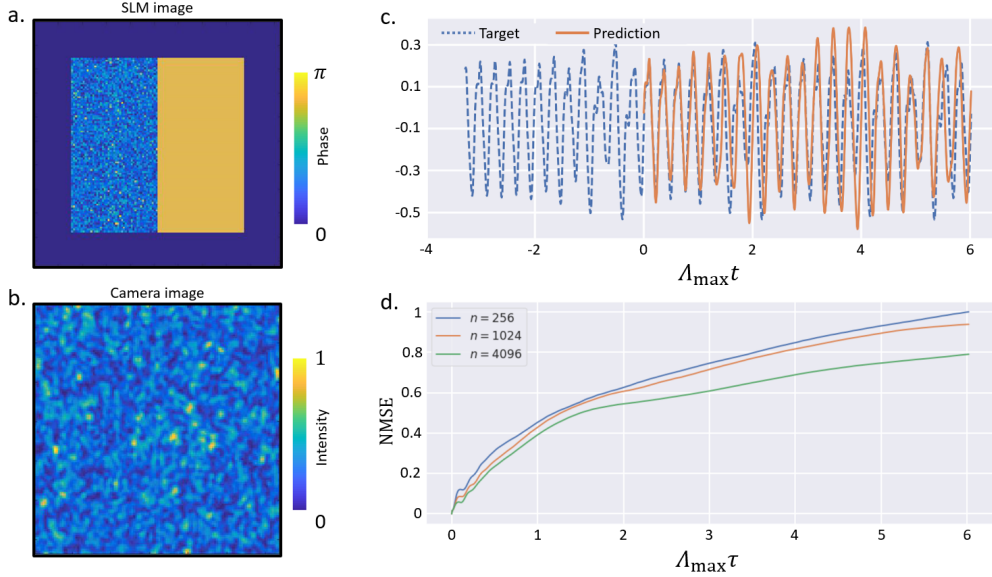 a.
SLM image
π
Phase
0
b.
Camera image
1
Intensity
0
c.
Target
Prediction
0.3
0.1
-0.1
-0.3
-0.5
-4
-2
0
2
4
6
Λmax t
d.
n = 256
n = 1024
n = 4096
1
0.8
0.6
0.4
0.2
0
NMSE
0
1
2
3
4
5
6
Λmax τ